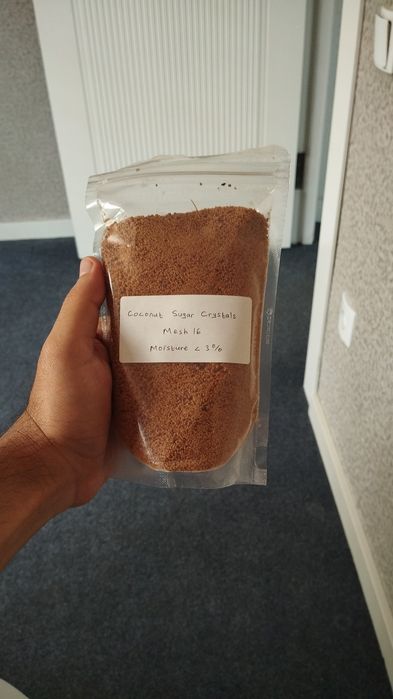 Coconut Sugar Crystals
Mesh 16
Moisture < 3%